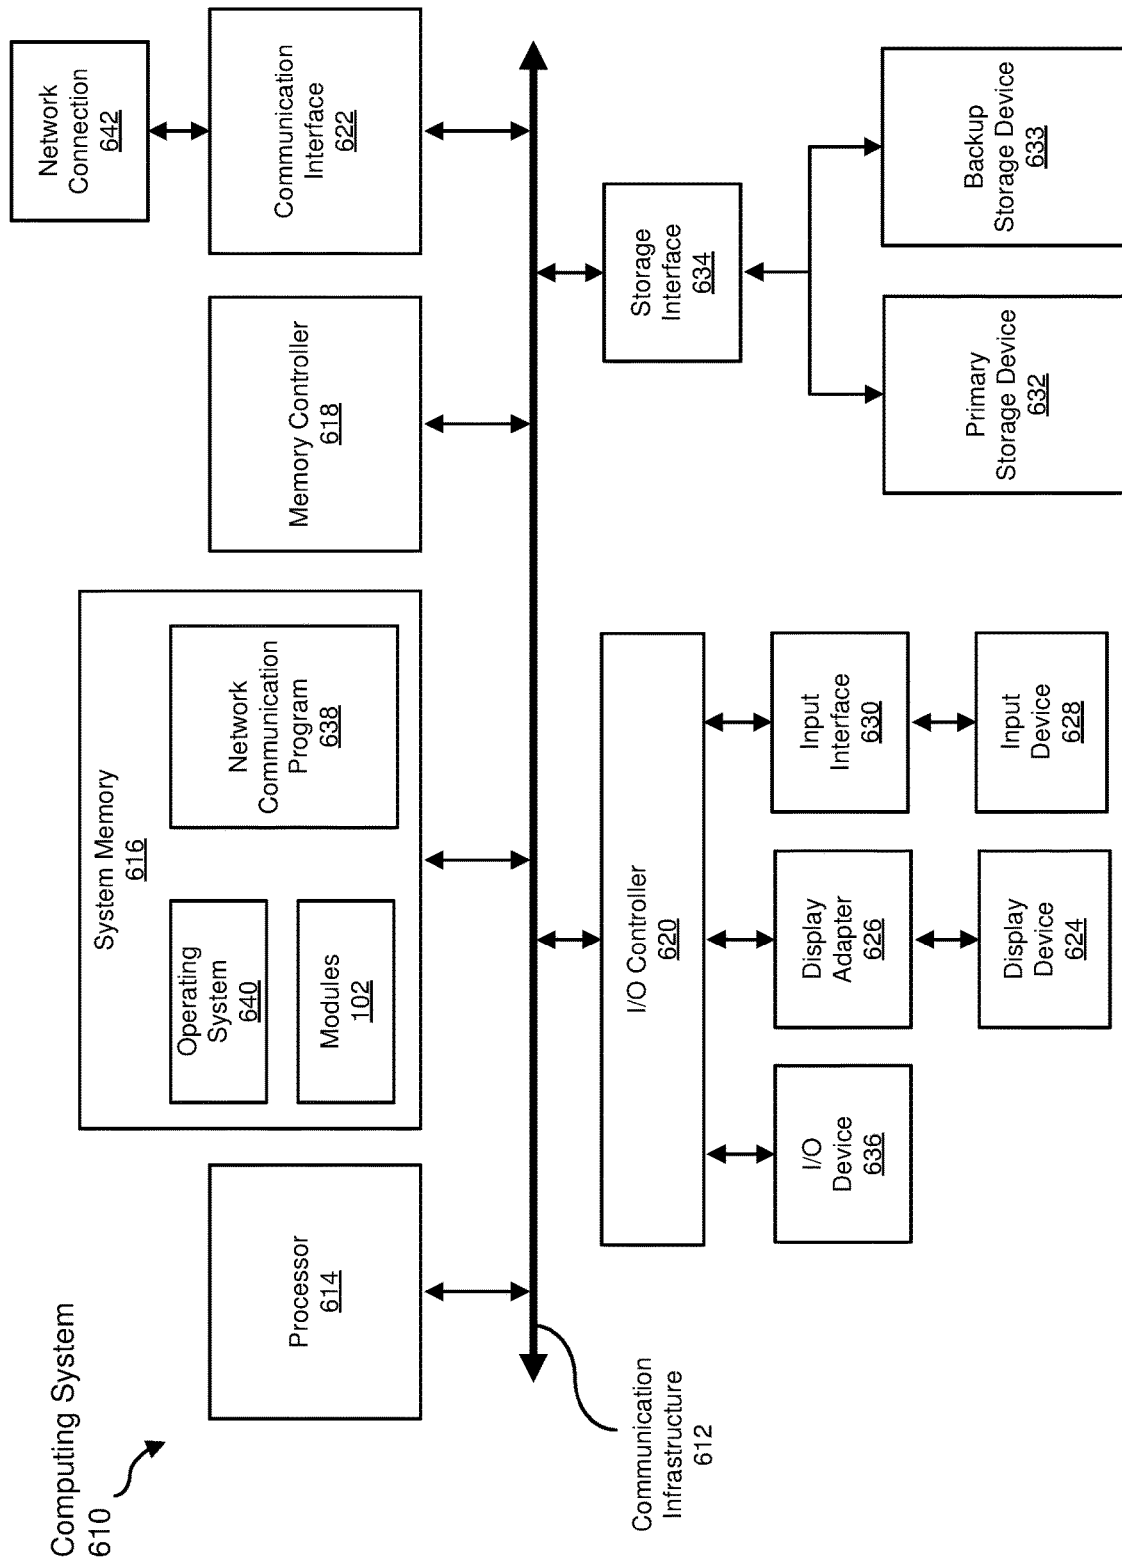 Computing System
610
Processor
614
System Memory
616
Operating
System
640
Modules
102
Network
Communication
Program
638
Memory Controller
618
Communication
Interface
622
Network
Connection
642
Communication
Infrastructure
612
I/O Controller
620
Storage
Interface
634
I/O
Device
636
Display
Adapter
626
Input
Interface
630
Display
Device
624
Input
Device
628
Primary
Storage Device
632
Backup
Storage Device
633